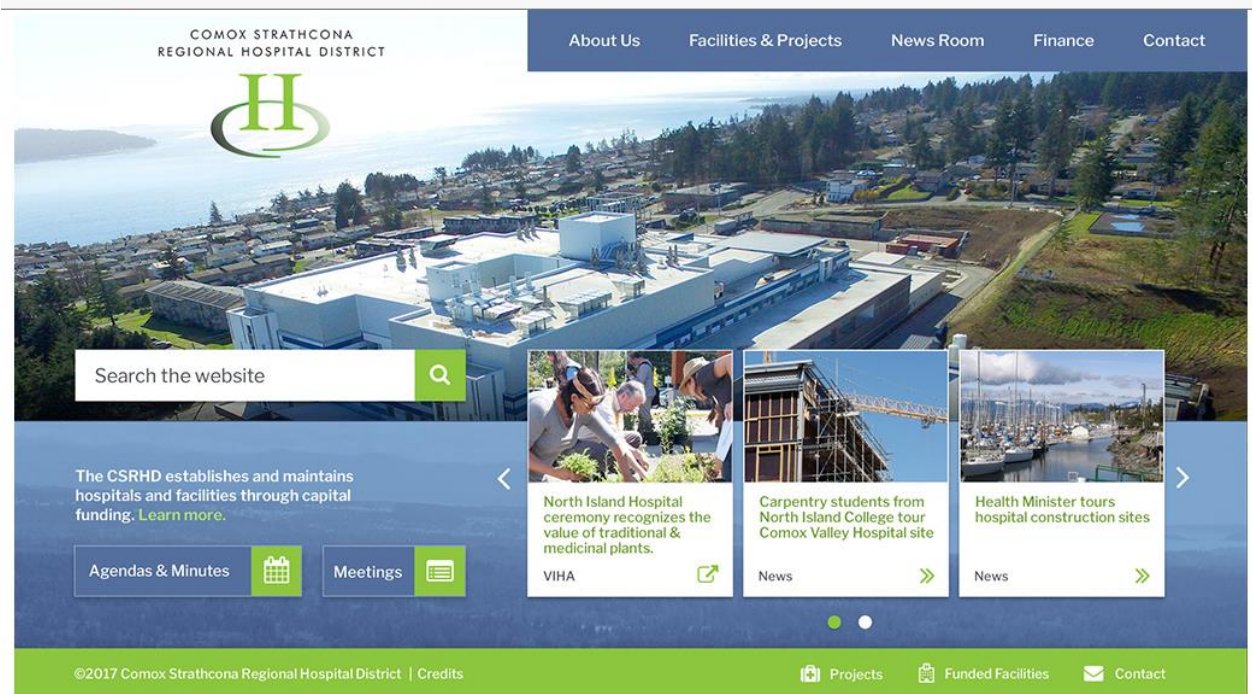 COMOX STRATHCONA
REGIONAL HOSPITAL DISTRICT
H
About Us
Facilities & Projects
News Room
Finance
Contact
Search the website
The CSRHD establishes and maintains
hospitals and facilities through capital
funding. Learn more.
Agendas & Minutes
Meetings
North Island Hospital
ceremony recognizes the
value of traditional &
medicinal plants.
VIHA
Carpentry students from
North Island College tour
Comox Valley Hospital site
News
Health Minister tours
hospital construction sites
News
©2017 Comox Strathcona Regional Hospital District | Credits
Projects
Funded Facilities
Contact